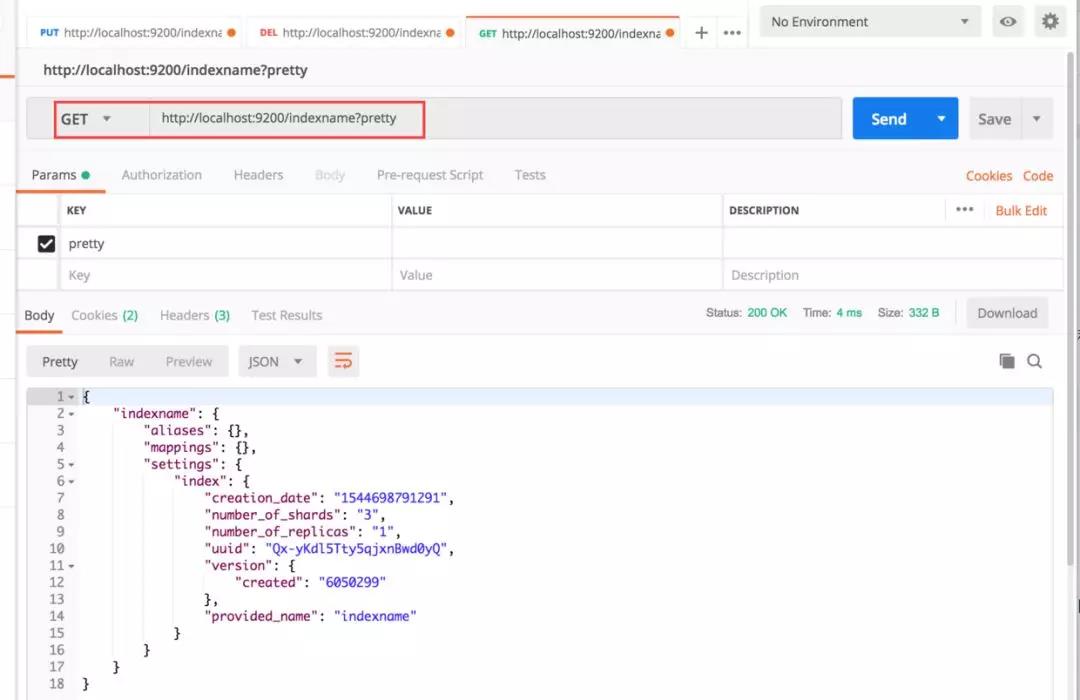 PUT http://localhost:9200/indexna DEL http://localhost:9200/indexna GET http://localhost:9200/indexna + ••• No Environment
http://localhost:9200/indexname?pretty
GET http://localhost:9200/indexname?pretty Send Save
Params Authorization Headers Body Pre-request Script Tests Cookies Code
KEY VALUE DESCRIPTION ••• Bulk Edit
pretty
Key Value Description
Body Cookies (2) Headers (3) Test Results Status: 200 OK Time: 4 ms Size: 332 B Download
Pretty Raw Preview JSON
1 {
2 "indexname": {
3 "aliases": {},
4 "mappings": {},
5 "settings": {
6 "index": {
7 "creation_date": "1544698791291",
8 "number_of_shards": "3",
9 "number_of_replicas": "1",
10 "uuid": "Qx-yKdl5Tty5qjxnBwd0yQ",
11 "version": {
12 "created": "6050299"
13 },
14 "provided_name": "indexname"
15 }
16 }
17 }
18 }